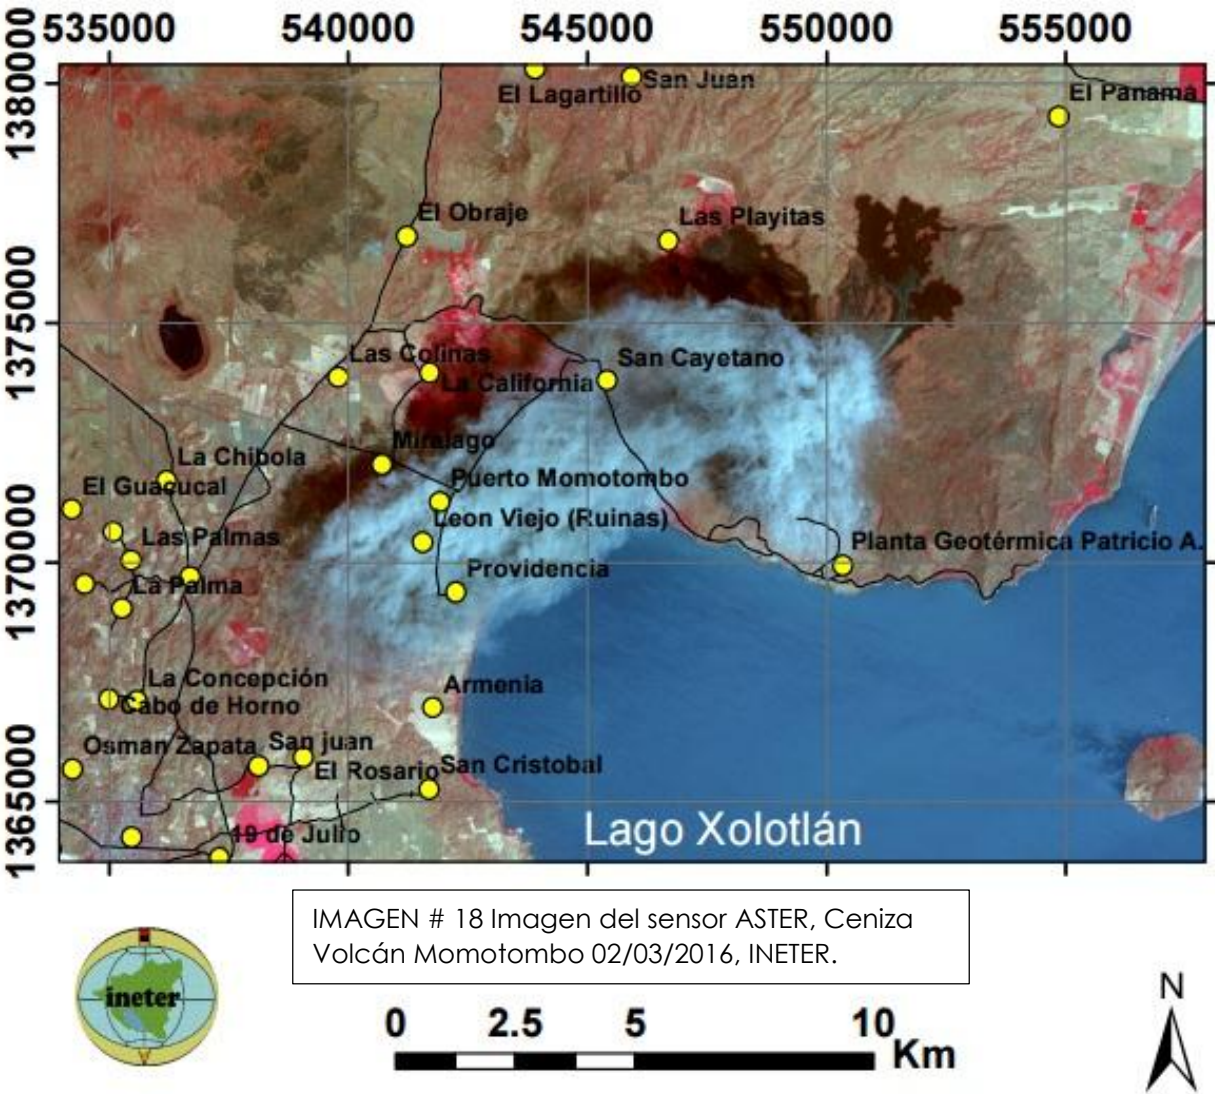 535000 540000 545000 550000 555000
1380000
1375000
1370000
1365000
El Lagartillo
San Juan
El Panamá
El Obraje
Las Playitas
Las Colinas
San Cayetano
La California
Miralago
La Chibola
Puerto Momotombo
El Guacucal
Leon Viejo (Ruinas)
Las Palmas
Planta Geotérmica Patricio A.
Providencia
La Palma
La Concepción
Armenia
Cabo de Horno
Osman Zapata
San juan
El Rosario
San Cristobal
19 de Julio
Lago Xolotlán
IMAGEN # 18 Imagen del sensor ASTER, Ceniza
Volcán Momotombo 02/03/2016, INETER.
ineter
0 2.5 5 10
Km
N